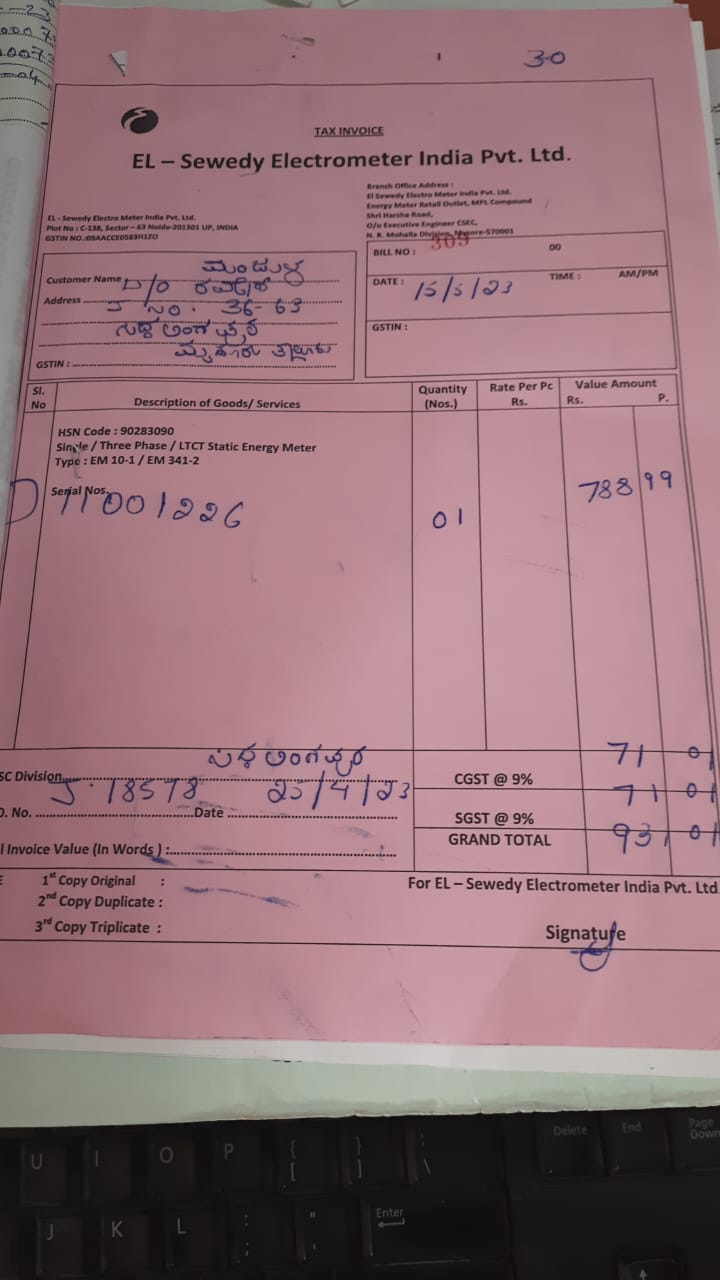 30
TAX INVOICE
EL – Sewedy Electrometer India Pvt. Ltd.
EL - Sewedy Electro Meter India Pvt. Ltd.
Plot No : C-138, Sector – 63 Noida-201301 UP, INDIA
GSTIN NO.:09AACCE0583H1ZO
Branch Office Address :
El Sewedy Electro Meter India Pvt. Ltd.
Energy Meter Retail Outlet, MPL Compound
Shri Harsha Road,
O/o Executive Engineer CSEC,
N. R. Mohalla Division, Mysore-570001
Customer Name ಮಂಜುಳ
Address D/O
J ನಂ. 36-63
GSTIN :
BILL NO : 305 00
DATE : 15/5/23 TIME : AM/PM
GSTIN :
Sl. No Description of Goods/ Services Quantity (Nos.) Rate Per Pc Rs. Value Amount Rs. P.
HSN Code : 90283090
Single / Three Phase / LTCT Static Energy Meter
Type : EM 10-1 / EM 341-2
Serial Nos. 788 99
11001226 01
SC Division CGST @ 9% 71 01
J. 18578 25/4/23 71 01
O. No. Date SGST @ 9%
GRAND TOTAL 931 01
l Invoice Value (In Words ) :
E 1st Copy Original :
2nd Copy Duplicate :
3rd Copy Triplicate :
For EL – Sewedy Electrometer India Pvt. Ltd
Signature
U I O P { [ } ] : \ Delete End Page Down
J K L : ; " ' Enter